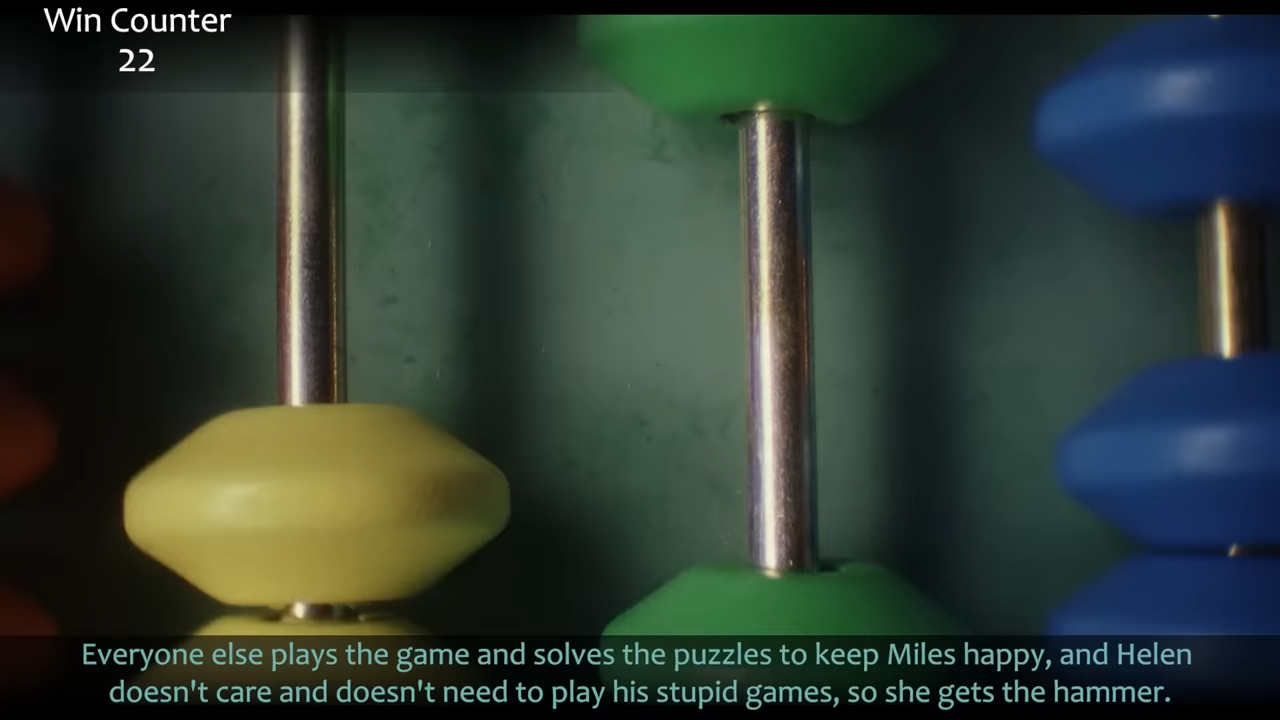 Win Counter
22
Everyone else plays the game and solves the puzzles to keep Miles happy, and Helen
doesn't care and doesn't need to play his stupid games, so she gets the hammer.